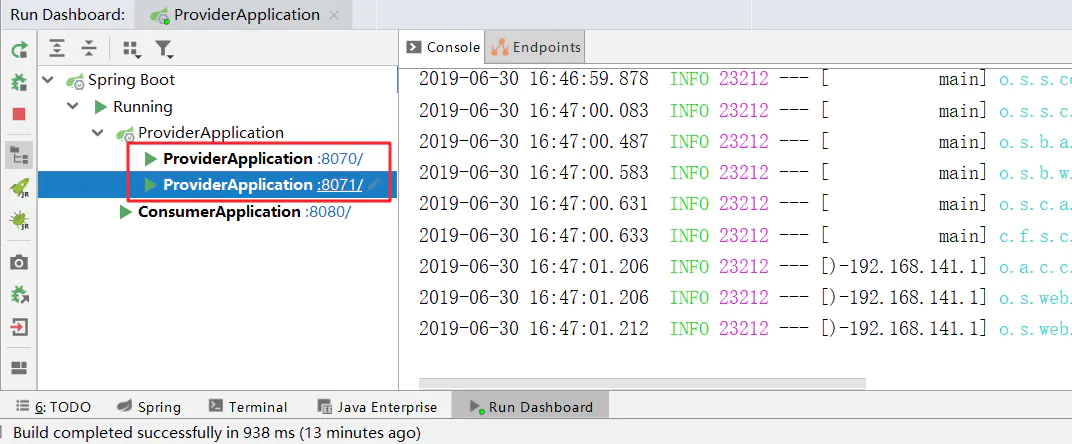 Run Dashboard: ProviderApplication
Console Endpoints
Spring Boot
Running
ProviderApplication
ProviderApplication :8070/
ProviderApplication :8071/
ConsumerApplication :8080/
2019-06-30 16:46:59.878 INFO 23212 --- [ main] o.s.s.c
2019-06-30 16:47:00.083 INFO 23212 --- [ main] o.s.s.c.
2019-06-30 16:47:00.487 INFO 23212 --- [ main] o.s.b.a.
2019-06-30 16:47:00.583 INFO 23212 --- [ main] o.s.b.w.
2019-06-30 16:47:00.631 INFO 23212 --- [ main] o.s.c.a.
2019-06-30 16:47:00.633 INFO 23212 --- [ main] c.f.s.c.
2019-06-30 16:47:01.206 INFO 23212 --- [)-192.168.141.1] o.a.c.c.
2019-06-30 16:47:01.206 INFO 23212 --- [)-192.168.141.1] o.s.web.
2019-06-30 16:47:01.212 INFO 23212 --- [)-192.168.141.1] o.s.web.
JR
JR
6: TODO Spring Terminal Java Enterprise Run Dashboard
Build completed successfully in 938 ms (13 minutes ago)